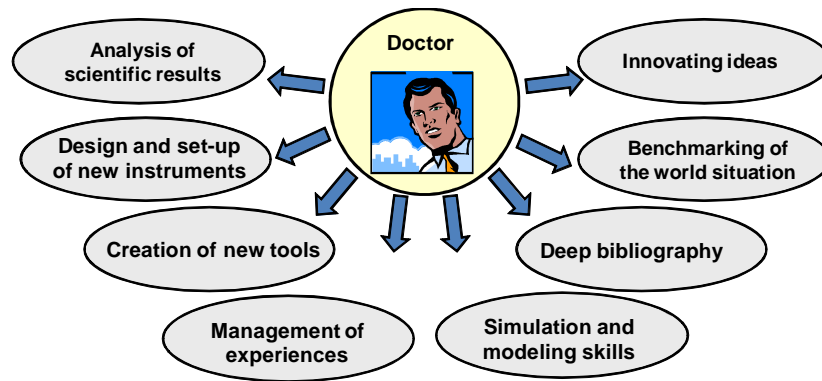 Doctor
Analysis of
scientific results
Innovating ideas
Design and set-up
of new instruments
Benchmarking of
the world situation
Creation of new tools
Deep bibliography
Management of
experiences
Simulation and
modeling skills